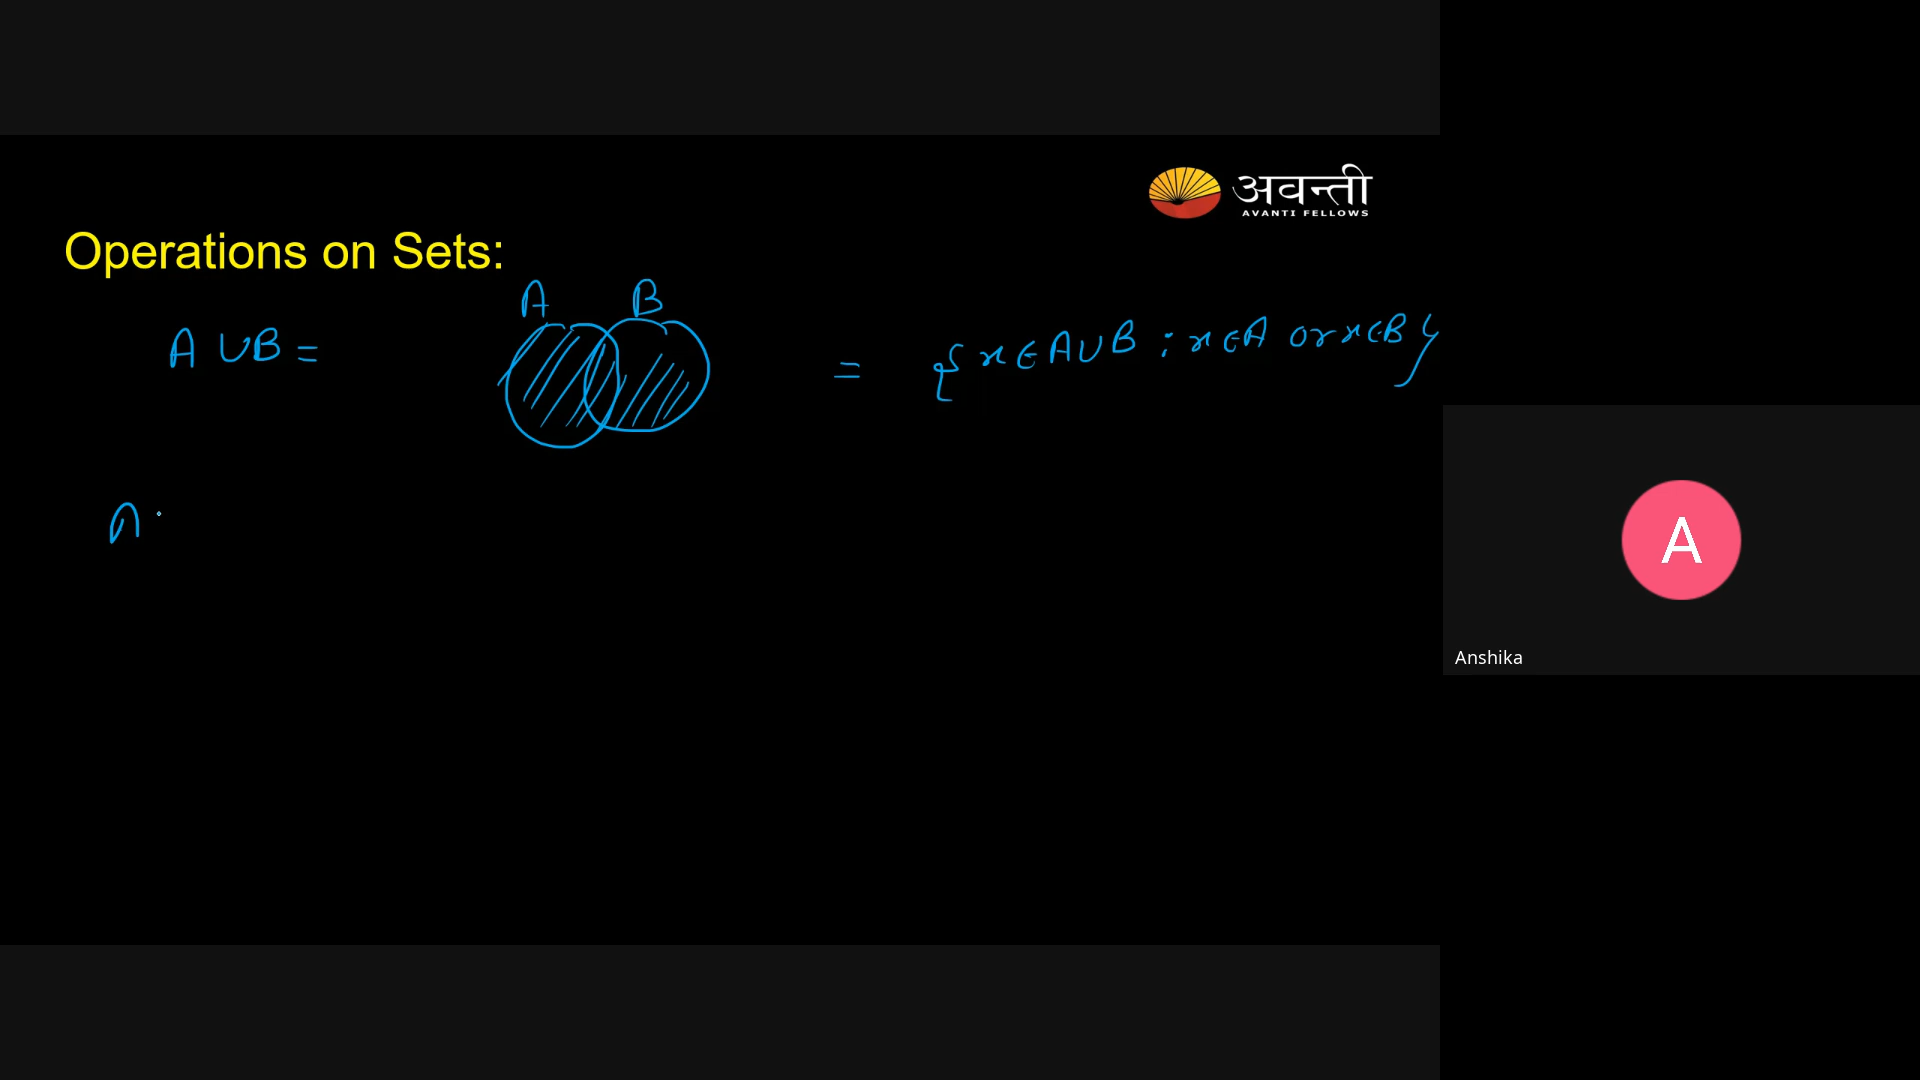 अवन्ती
AVANTI FELLOWS
Operations on Sets:
A B
A ∪ B = = { x ∈ A ∪ B : x ∈ A or x ∈ B }
A
A
Anshika